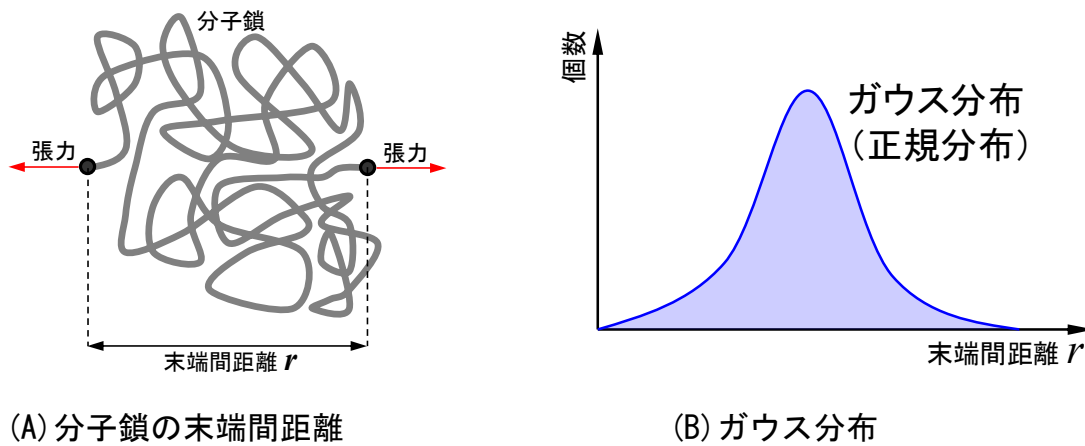 分子鎖
張力
張力
末端間距離 r
(A)分子鎖の末端間距離
個数
ガウス分布
(正規分布)
末端間距離 r
(B)ガウス分布